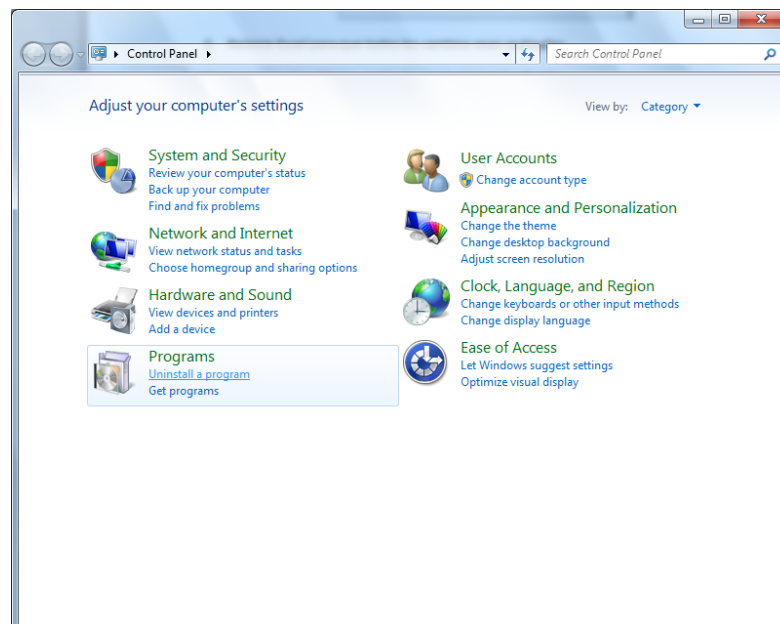 Control Panel
Search Control Panel
Adjust your computer's settings
View by: Category
System and Security
Review your computer's status
Back up your computer
Find and fix problems
Network and Internet
View network status and tasks
Choose homegroup and sharing options
Hardware and Sound
View devices and printers
Add a device
Programs
Uninstall a program
Get programs
User Accounts
Change account type
Appearance and Personalization
Change the theme
Change desktop background
Adjust screen resolution
Clock, Language, and Region
Change keyboards or other input methods
Change display language
Ease of Access
Let Windows suggest settings
Optimize visual display